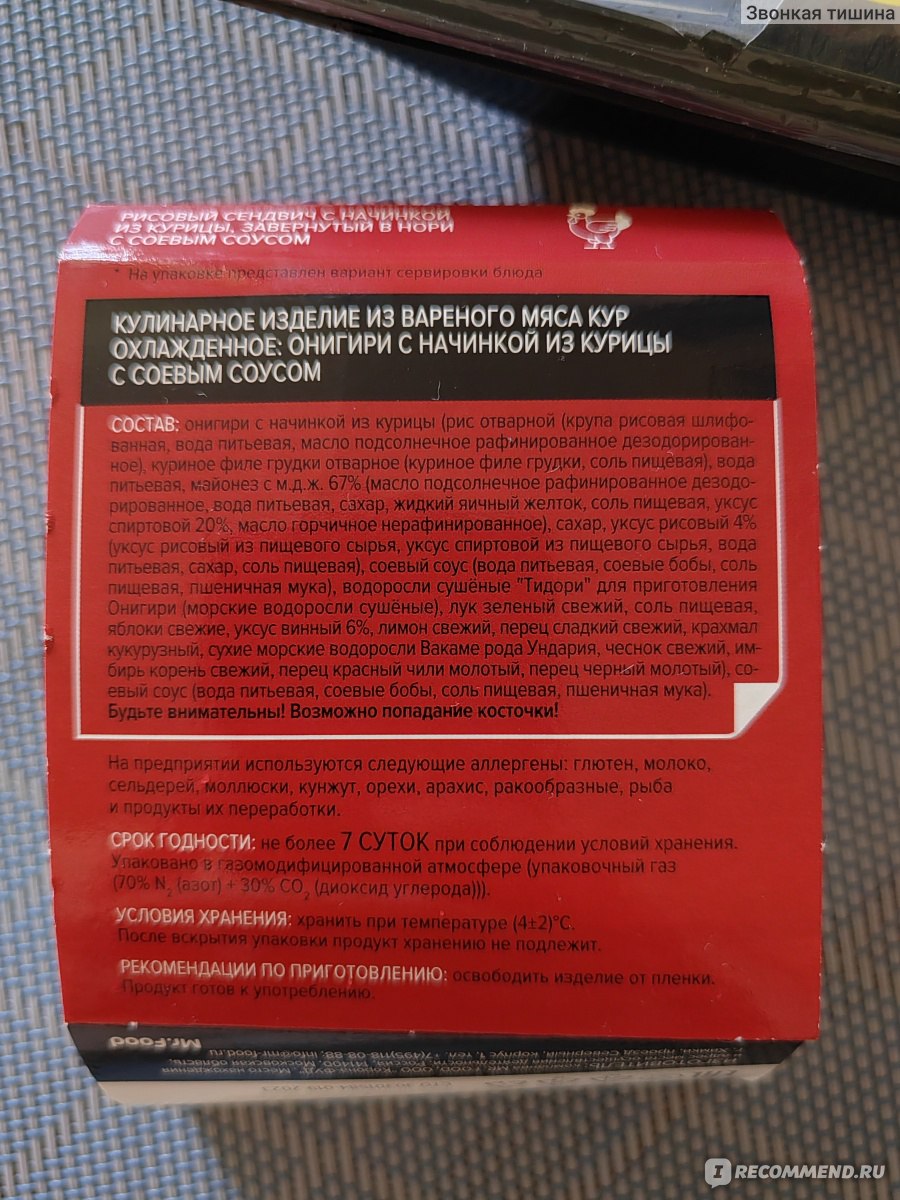 Звонкая тишина
РИСОВЫЙ СЕНДВИЧ С НАЧИНКОЙ
ИЗ КУРИЦЫ, ЗАВЕРНУТЫЙ В НОРИ
С СОЕВЫМ СОУСОМ
* На упаковке представлен вариант сервировки блюда
КУЛИНАРНОЕ ИЗДЕЛИЕ ИЗ ВАРЕНОГО МЯСА КУР
ОХЛАЖДЕННОЕ: ОНИГИРИ С НАЧИНКОЙ ИЗ КУРИЦЫ
С СОЕВЫМ СОУСОМ
СОСТАВ: онигири с начинкой из курицы (рис отварной (крупа рисовая шлифо-
ванная, вода питьевая, масло подсолнечное рафинированное дезодорирован-
ное), куриное филе грудки отварное (куриное филе грудки, соль пищевая), вода
питьевая, майонез с м.д.ж. 67% (масло подсолнечное рафинированное дезодо-
рированное, вода питьевая, сахар, жидкий яичный желток, соль пищевая, уксус
спиртовой 20%, масло горчичное нерафинированное), сахар, уксус рисовый 4%
(уксус рисовый из пищевого сырья, уксус спиртовой из пищевого сырья, вода
питьевая, сахар, соль пищевая), соевый соус (вода питьевая, соевые бобы, соль
пищевая, пшеничная мука), водоросли сушёные "Тидори" для приготовления
Онигири (морские водоросли сушёные), лук зеленый свежий, соль пищевая,
яблоки свежие, уксус винный 6%, лимон свежий, перец сладкий свежий, крахмал
кукурузный, сухие морские водоросли Вакаме рода Ундария, чеснок свежий, им-
бирь корень свежий, перец красный чили молотый, перец черный молотый), со-
евый соус (вода питьевая, соевые бобы, соль пищевая, пшеничная мука).
Будьте внимательны! Возможно попадание косточки!
На предприятии используются следующие аллергены: глютен, молоко,
сельдерей, моллюски, кунжут, орехи, арахис, ракообразные, рыба
и продукты их переработки.
СРОК ГОДНОСТИ: не более 7 СУТОК при соблюдении условий хранения.
Упаковано в газомодифицированной атмосфере (упаковочный газ
(70% N2 (азот) + 30% CO2 (диоксид углерода))).
УСЛОВИЯ ХРАНЕНИЯ: хранить при температуре (4±2)°С.
После вскрытия упаковки продукт хранению не подлежит.
РЕКОМЕНДАЦИИ ПО ПРИГОТОВЛЕНИЮ: освободить изделие от пленки.
Продукт готов к употреблению.
Mr.Food
IRECOMMEND.RU